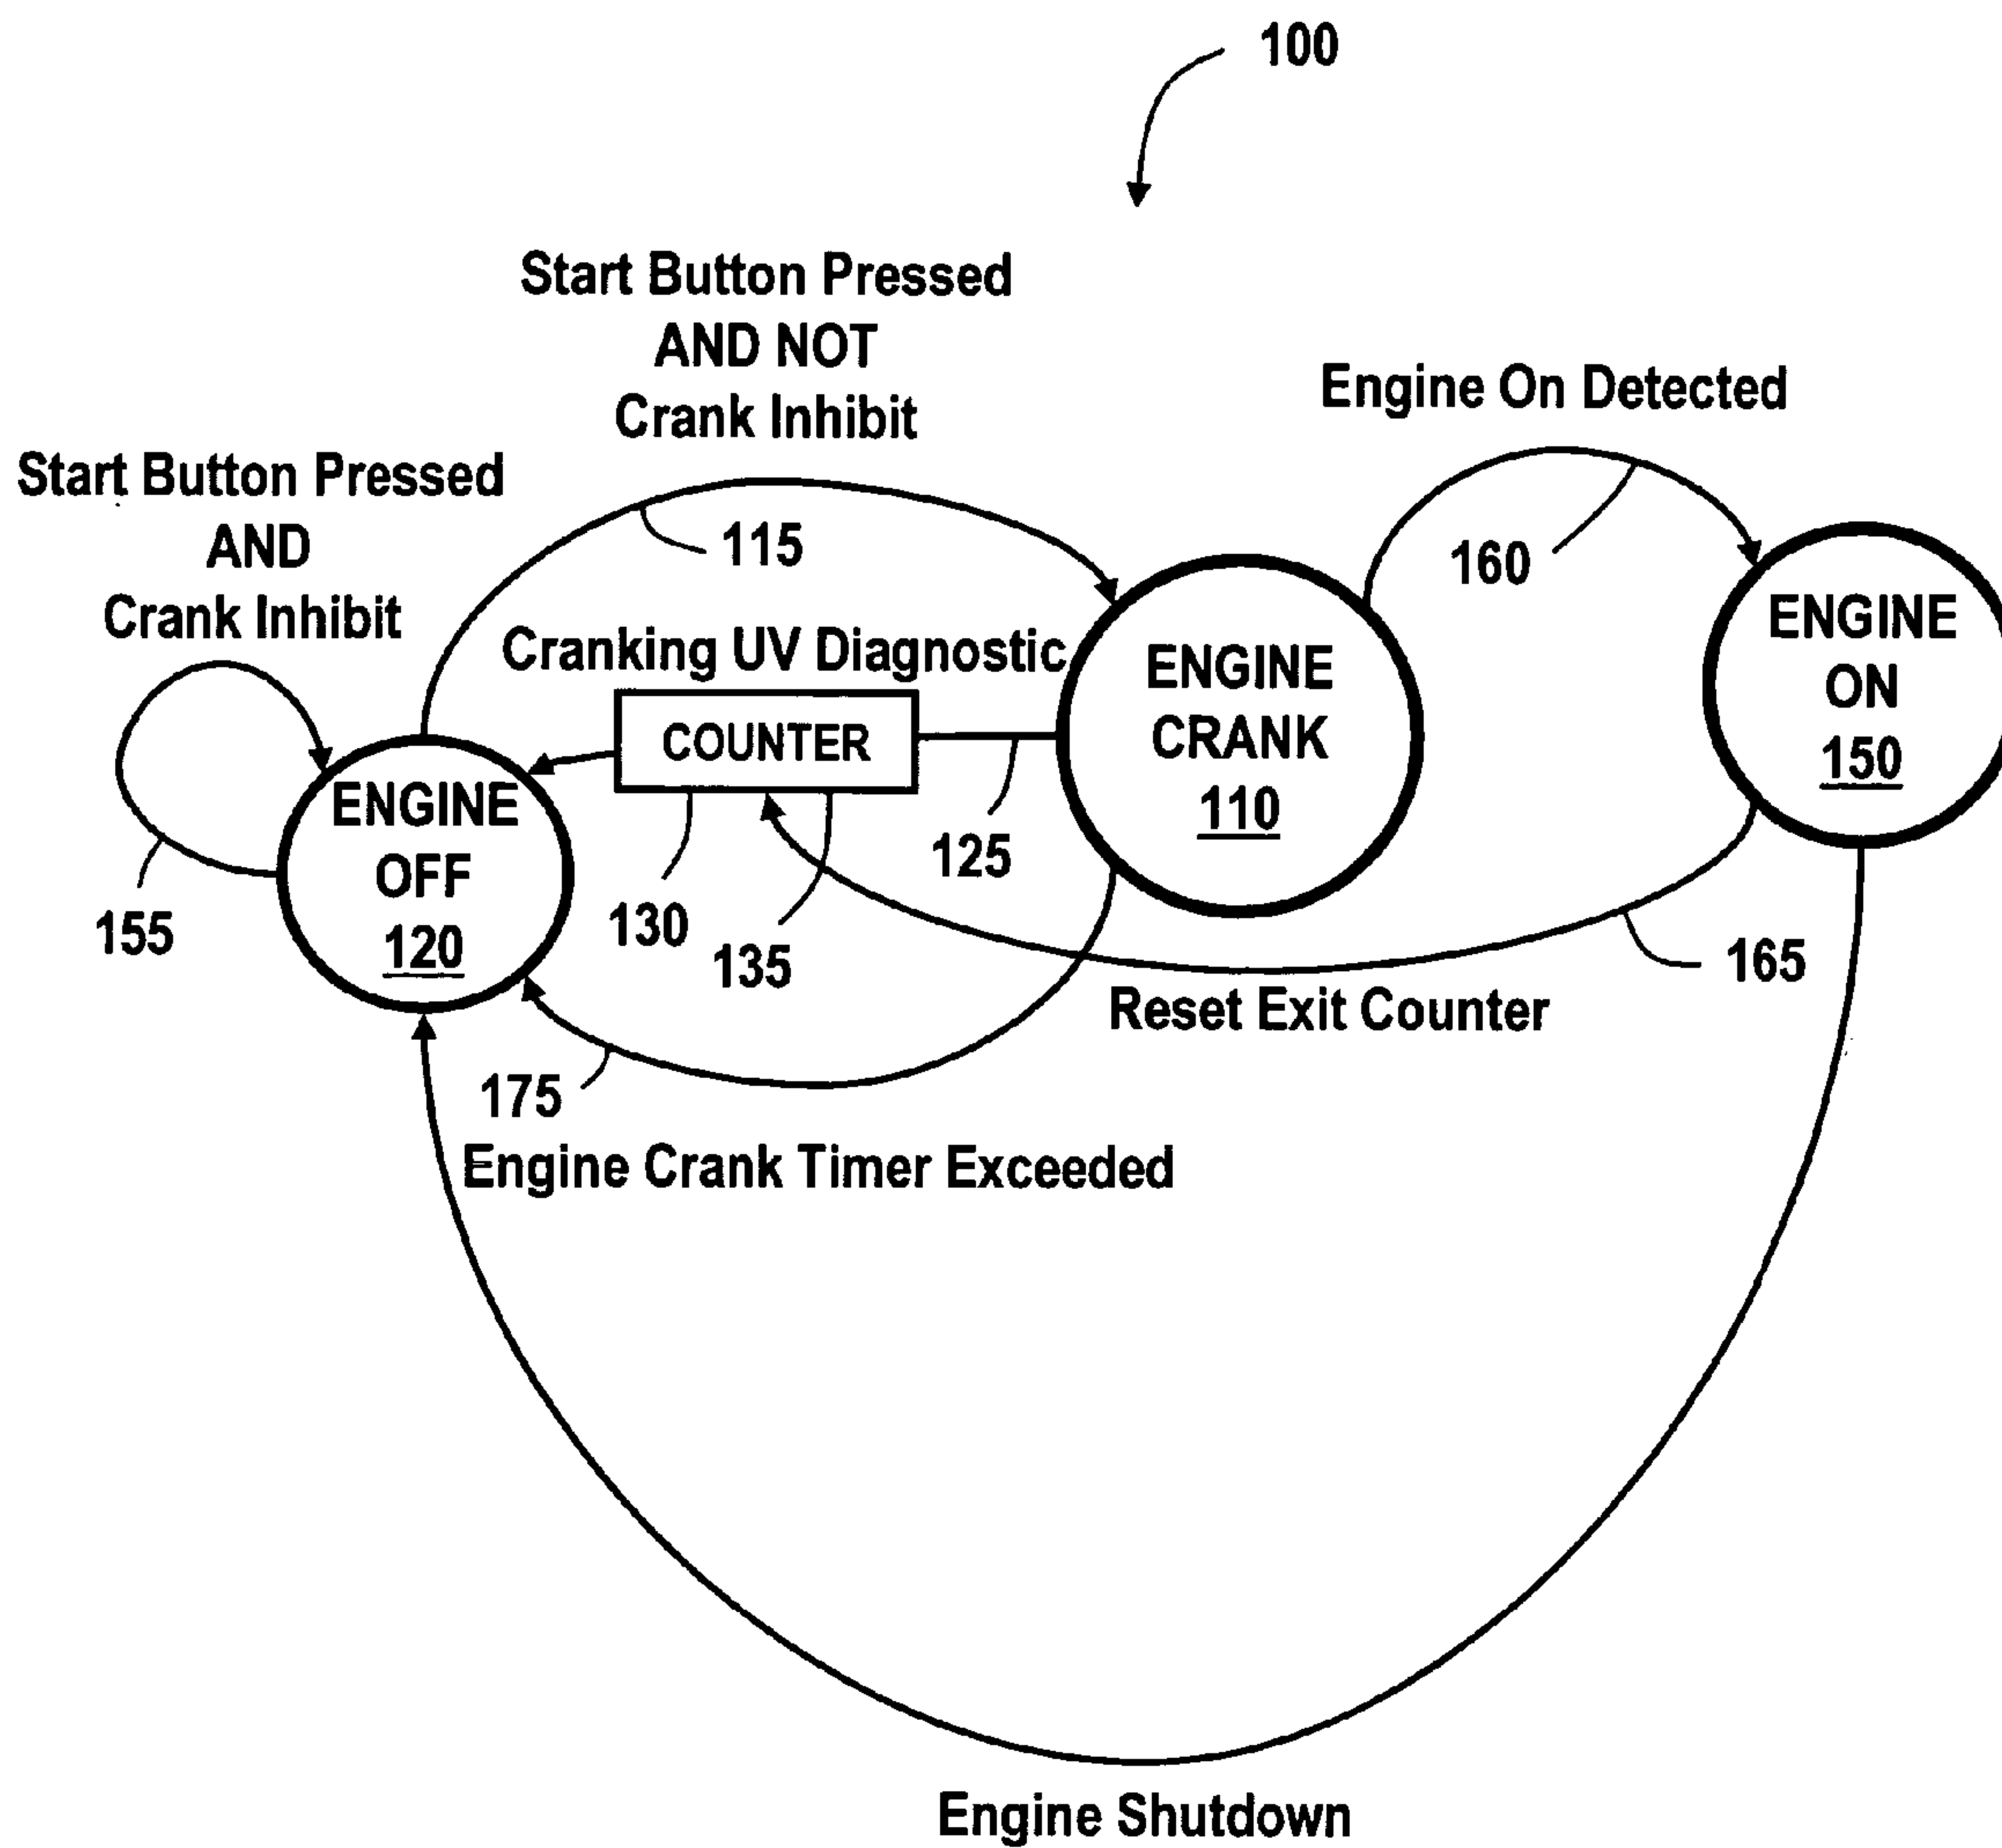 100
Start Button Pressed
AND NOT
Crank Inhibit
Engine On Detected
Start Button Pressed
AND
Crank Inhibit
115
160
Cranking UV Diagnostic
COUNTER
ENGINE
CRANK
110
ENGINE
ON
150
ENGINE
OFF
120
125
155
130
135
165
Reset Exit Counter
175
Engine Crank Timer Exceeded
Engine Shutdown